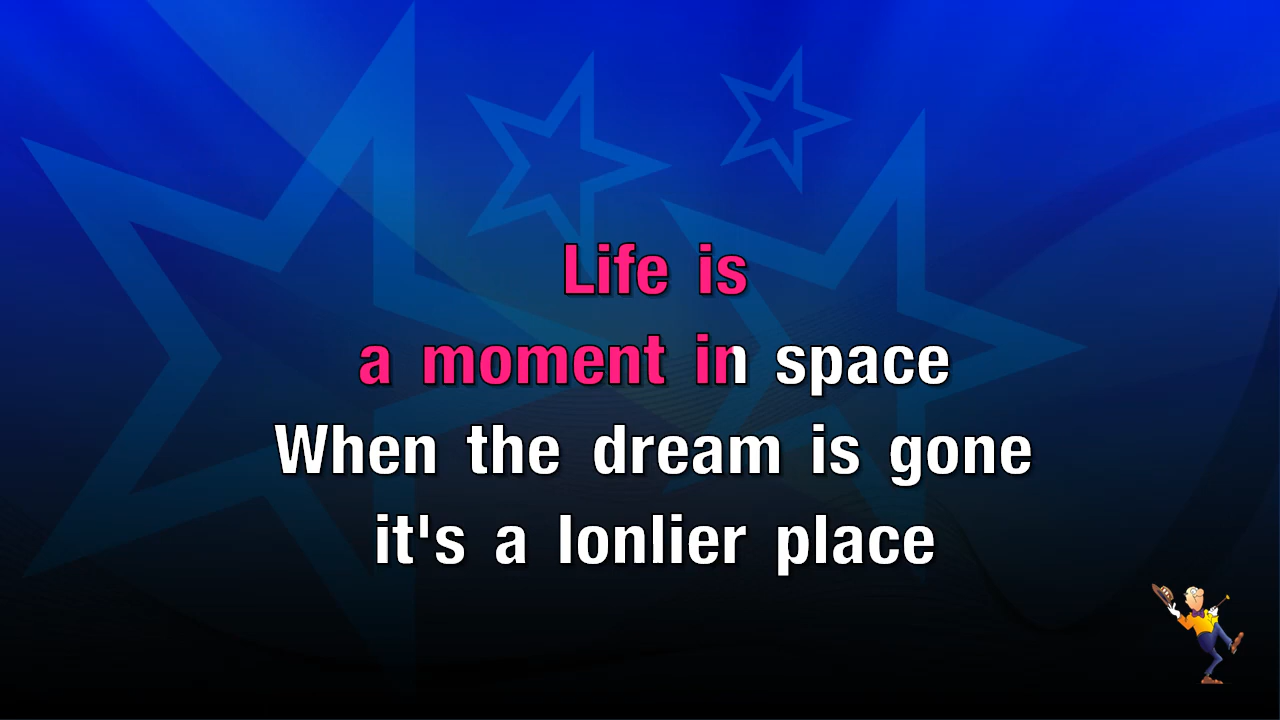 Life is
a moment in space
When the dream is gone
it's a lonlier place